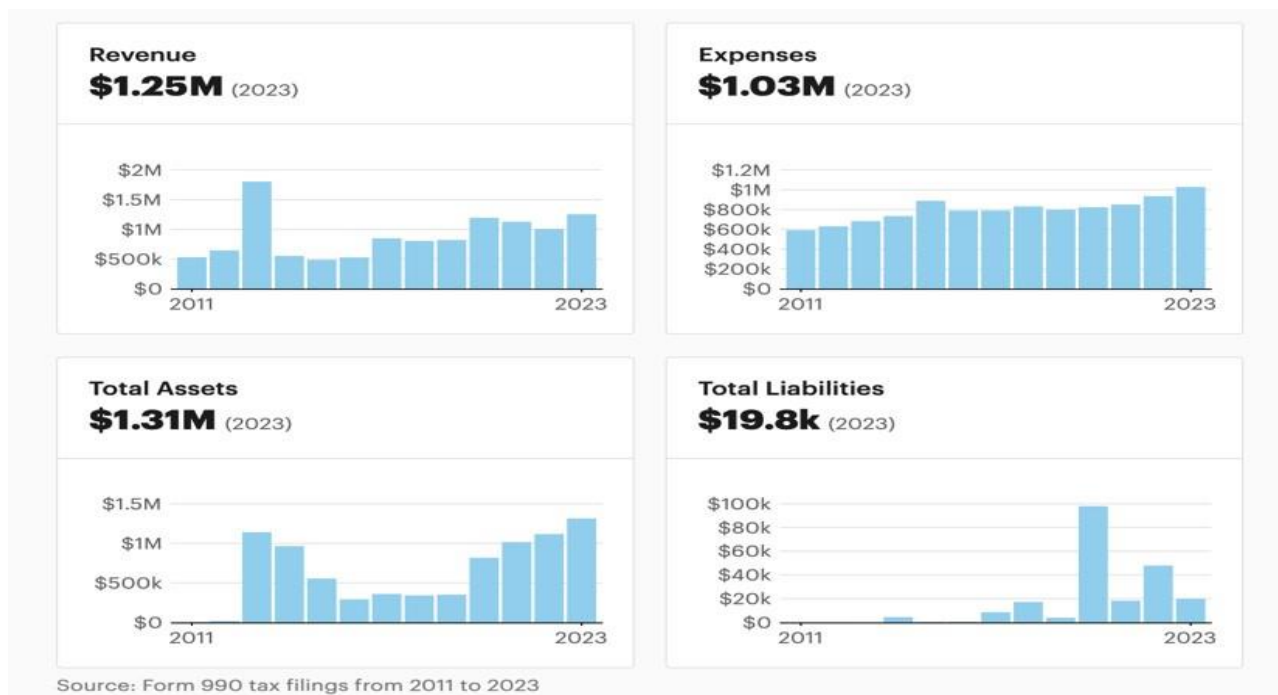 Revenue
$1.25M (2023)
$2M
$1.5M
$1M
$500k
$0
2011 2023
Expenses
$1.03M (2023)
$1.2M
$1M
$800k
$600k
$400k
$200k
$0
2011 2023
Total Assets
$1.31M (2023)
$1.5M
$1M
$500k
$0
2011 2023
Total Liabilities
$19.8k (2023)
$100k
$80k
$60k
$40k
$20k
$0
2011 2023
Source: Form 990 tax filings from 2011 to 2023